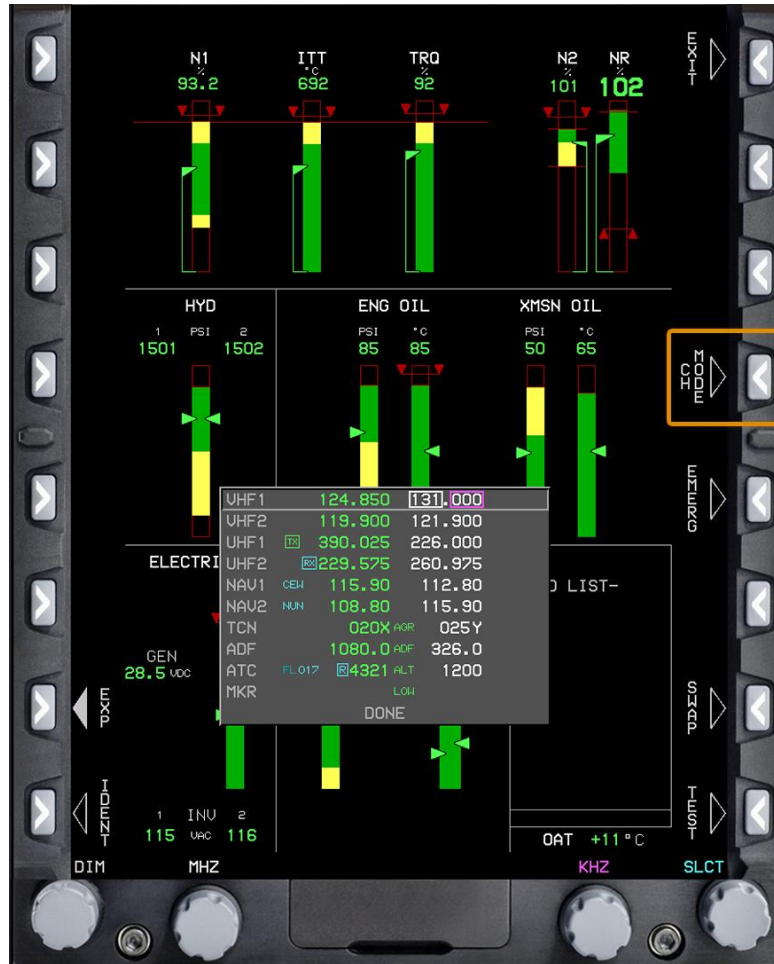 EXIT
N1 ITT TRQ N2 NR
% °C % % %
93.2 692 92 101 102
HYD ENG OIL XMSN OIL
1 PSI 2 PSI °C PSI °C
1501 1502 85 85 50 65
CH MODE
EMERG
VHF1 124.850 131.000
VHF2 119.900 121.900
UHF1 TX 390.025 226.000
UHF2 RX 229.575 260.975
NAV1 CEW 115.90 112.80
NAV2 NUN 108.80 115.90
TCN 020X AGR 025Y
ADF 1080.0 ADF 326.0
ATC FL017 R 4321 ALT 1200
MKR LOW
DONE
ELECTRI
D LIST-
GEN
28.5 VDC
EXP
SWAP
IDENT
TEST
1 INV 2
115 VAC 116
OAT +11°C
DIM MHZ KHZ SLCT